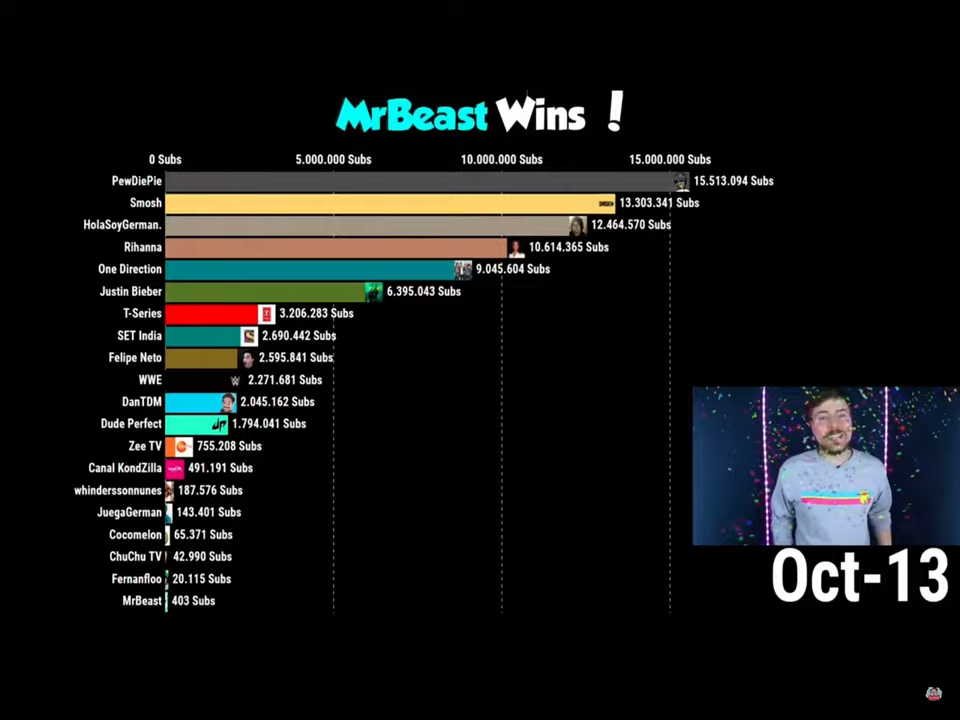 MrBeast Wins !
0 Subs 5.000.000 Subs 10.000.000 Subs 15.000.000 Subs
PewDiePie 15.513.094 Subs
Smosh SMOSH 13.303.341 Subs
HolaSoyGerman. 12.464.570 Subs
Rihanna 10.614.365 Subs
One Direction 9.045.604 Subs
Justin Bieber 6.395.043 Subs
T-Series 3.206.283 Subs
SET India 2.690.442 Subs
Felipe Neto 2.595.841 Subs
WWE 2.271.681 Subs
DanTDM 2.045.162 Subs
Dude Perfect dp 1.794.041 Subs
Zee TV 755.208 Subs
Canal KondZilla 491.191 Subs
whinderssonnunes 187.576 Subs
JuegaGerman 143.401 Subs
Cocomelon 65.371 Subs
ChuChu TV 42.990 Subs
Fernanfloo 20.115 Subs
MrBeast 403 Subs
Oct-13